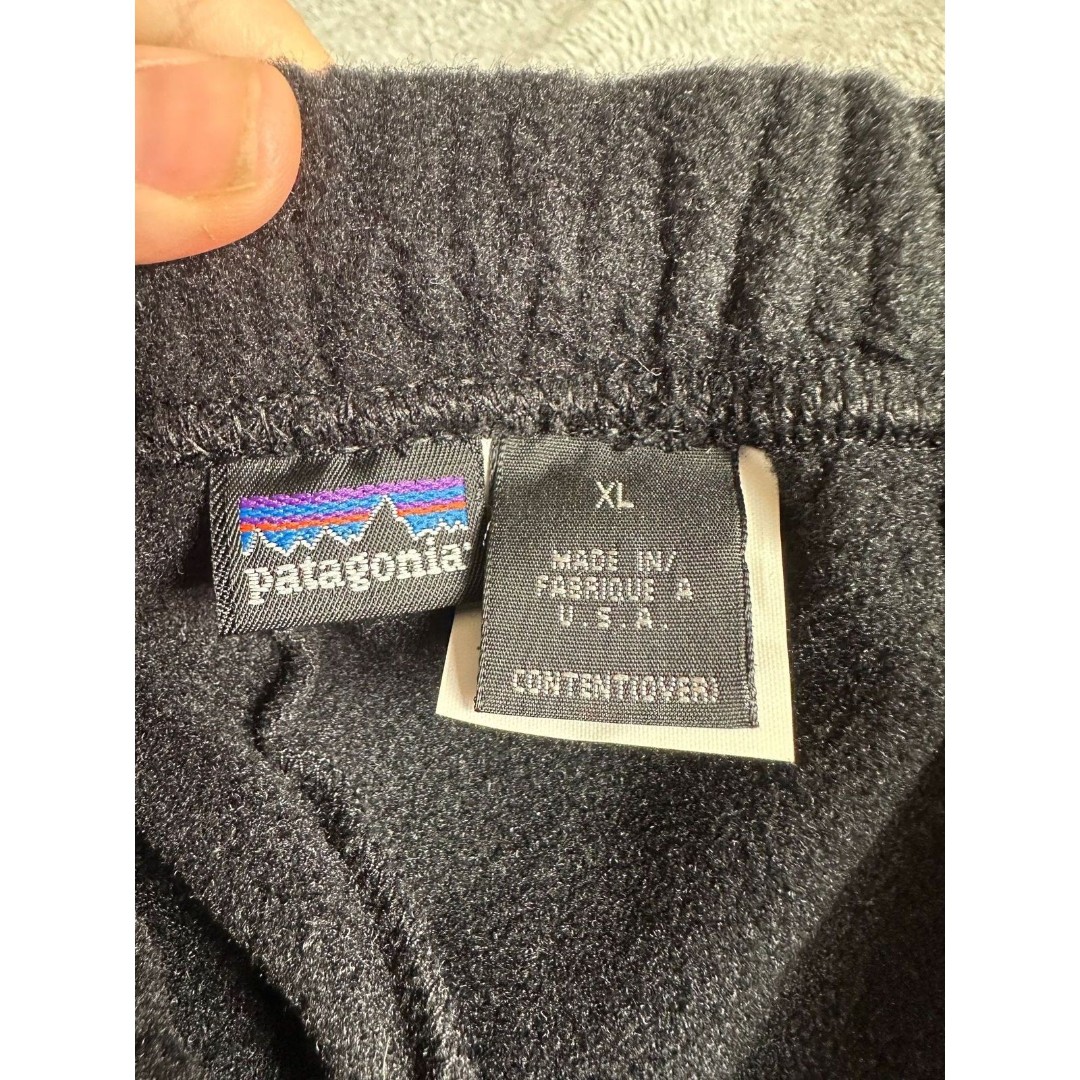 patagonia
XL
MADE IN/
FABRIQUE A
U.S.A.
CONTENT(OVER)